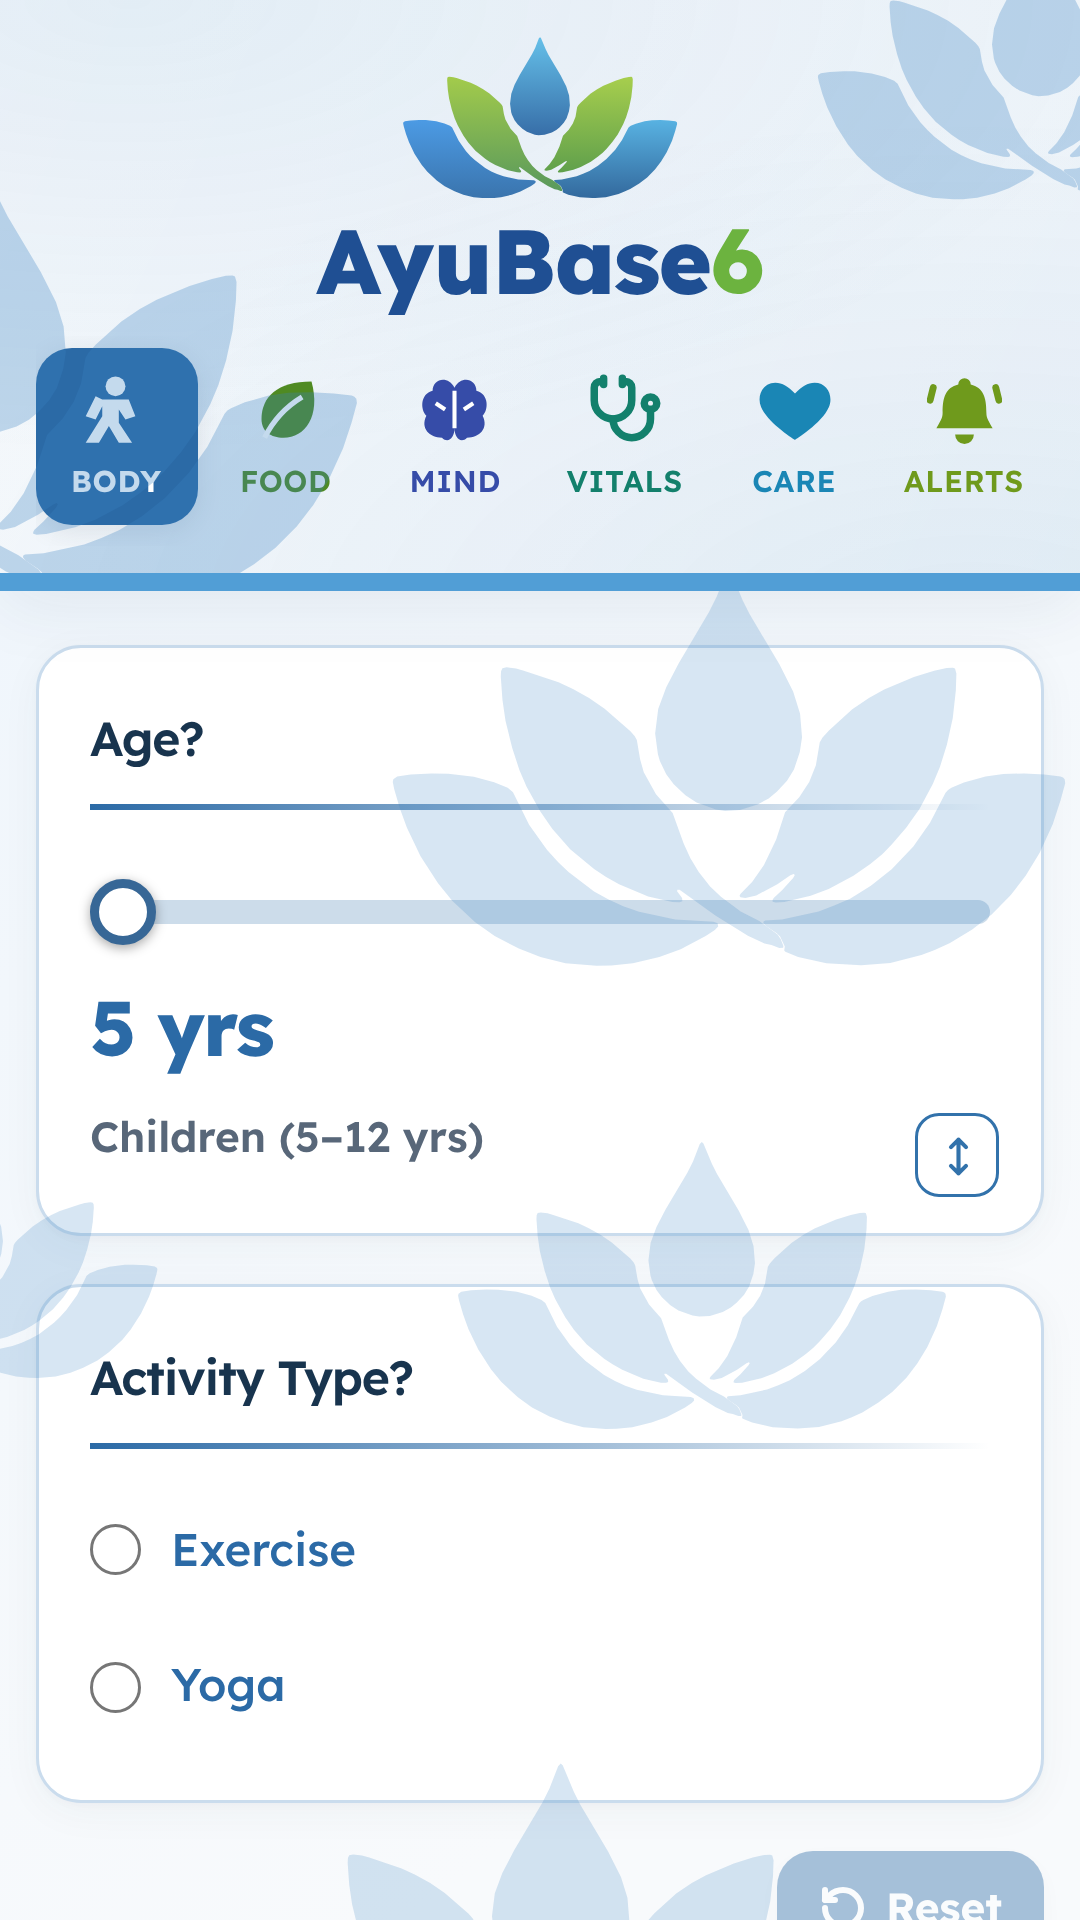 AyuBase6
BODY FOOD MIND VITALS CARE ALERTS
Age?
5 yrs
Children (5–12 yrs)
Activity Type?
Exercise
Yoga
Reset